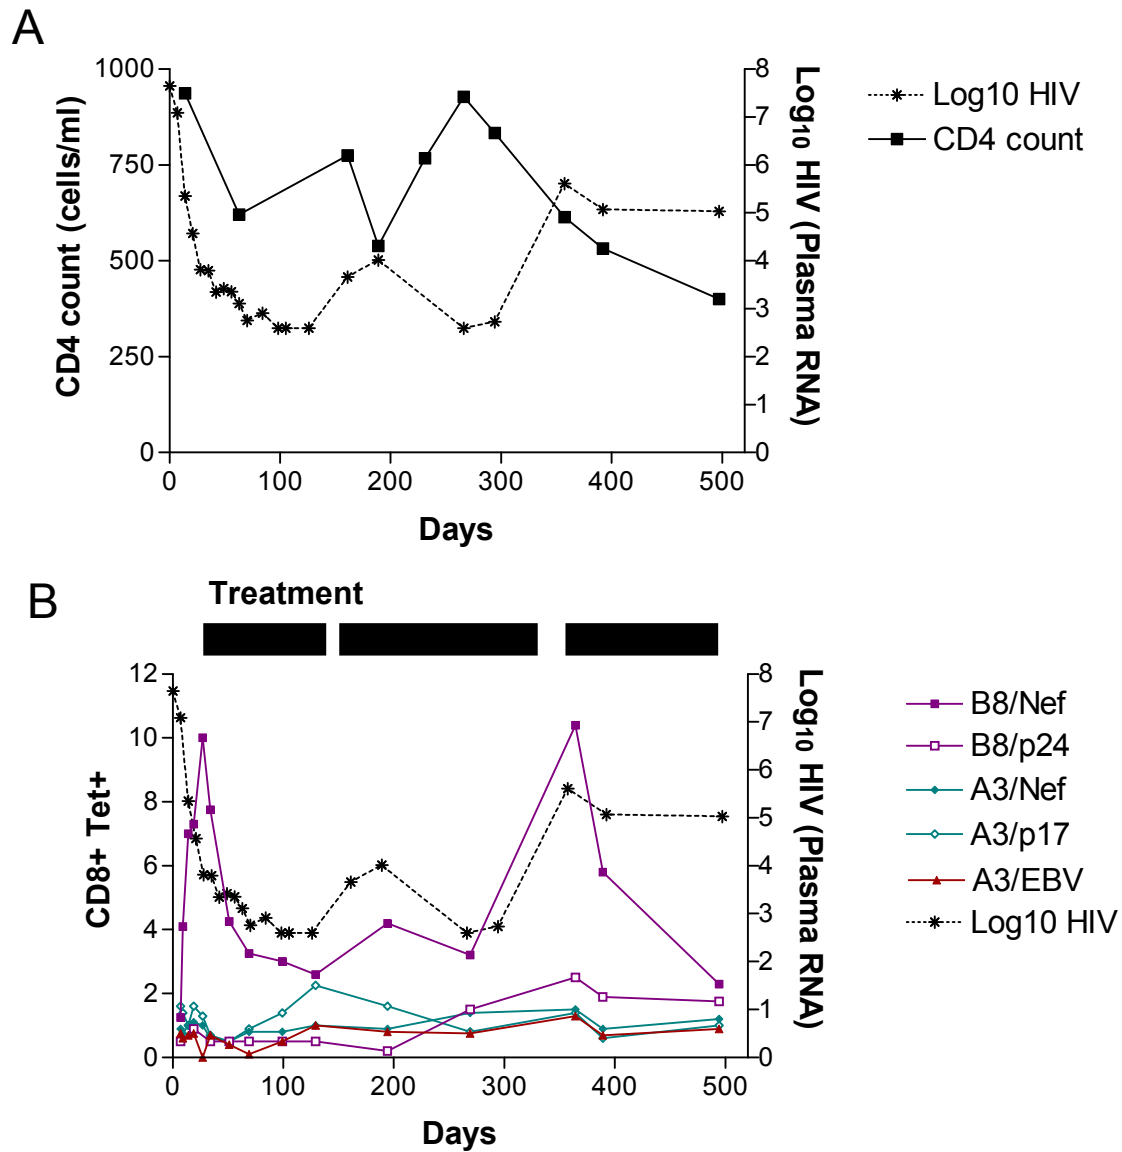 A
1000
750
500
250
0
CD4 count (cells/ml)
8
7
6
5
4
3
2
1
0
Log10 HIV (Plasma RNA)
0 100 200 300 400 500
Days
Log10 HIV
CD4 count
B
Treatment
12
10
8
6
4
2
0
CD8+ Tet+
8
7
6
5
4
3
2
1
0
Log10 HIV (Plasma RNA)
0 100 200 300 400 500
Days
B8/Nef
B8/p24
A3/Nef
A3/p17
A3/EBV
Log10 HIV